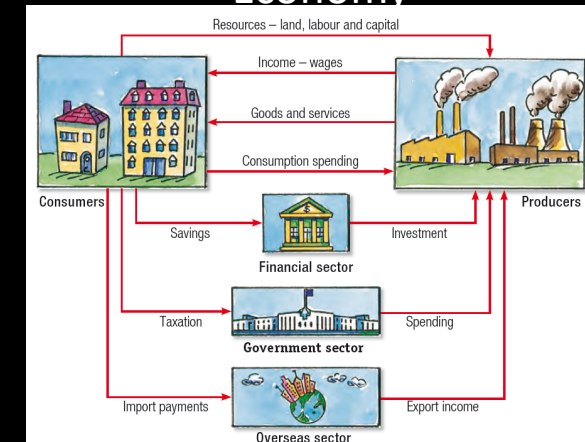 Economy
Resources – land, labour and capital
Income – wages
Goods and services
Consumption spending
Consumers
Producers
Savings
Investment
Financial sector
Taxation
Spending
Government sector
Import payments
Export income
Overseas sector